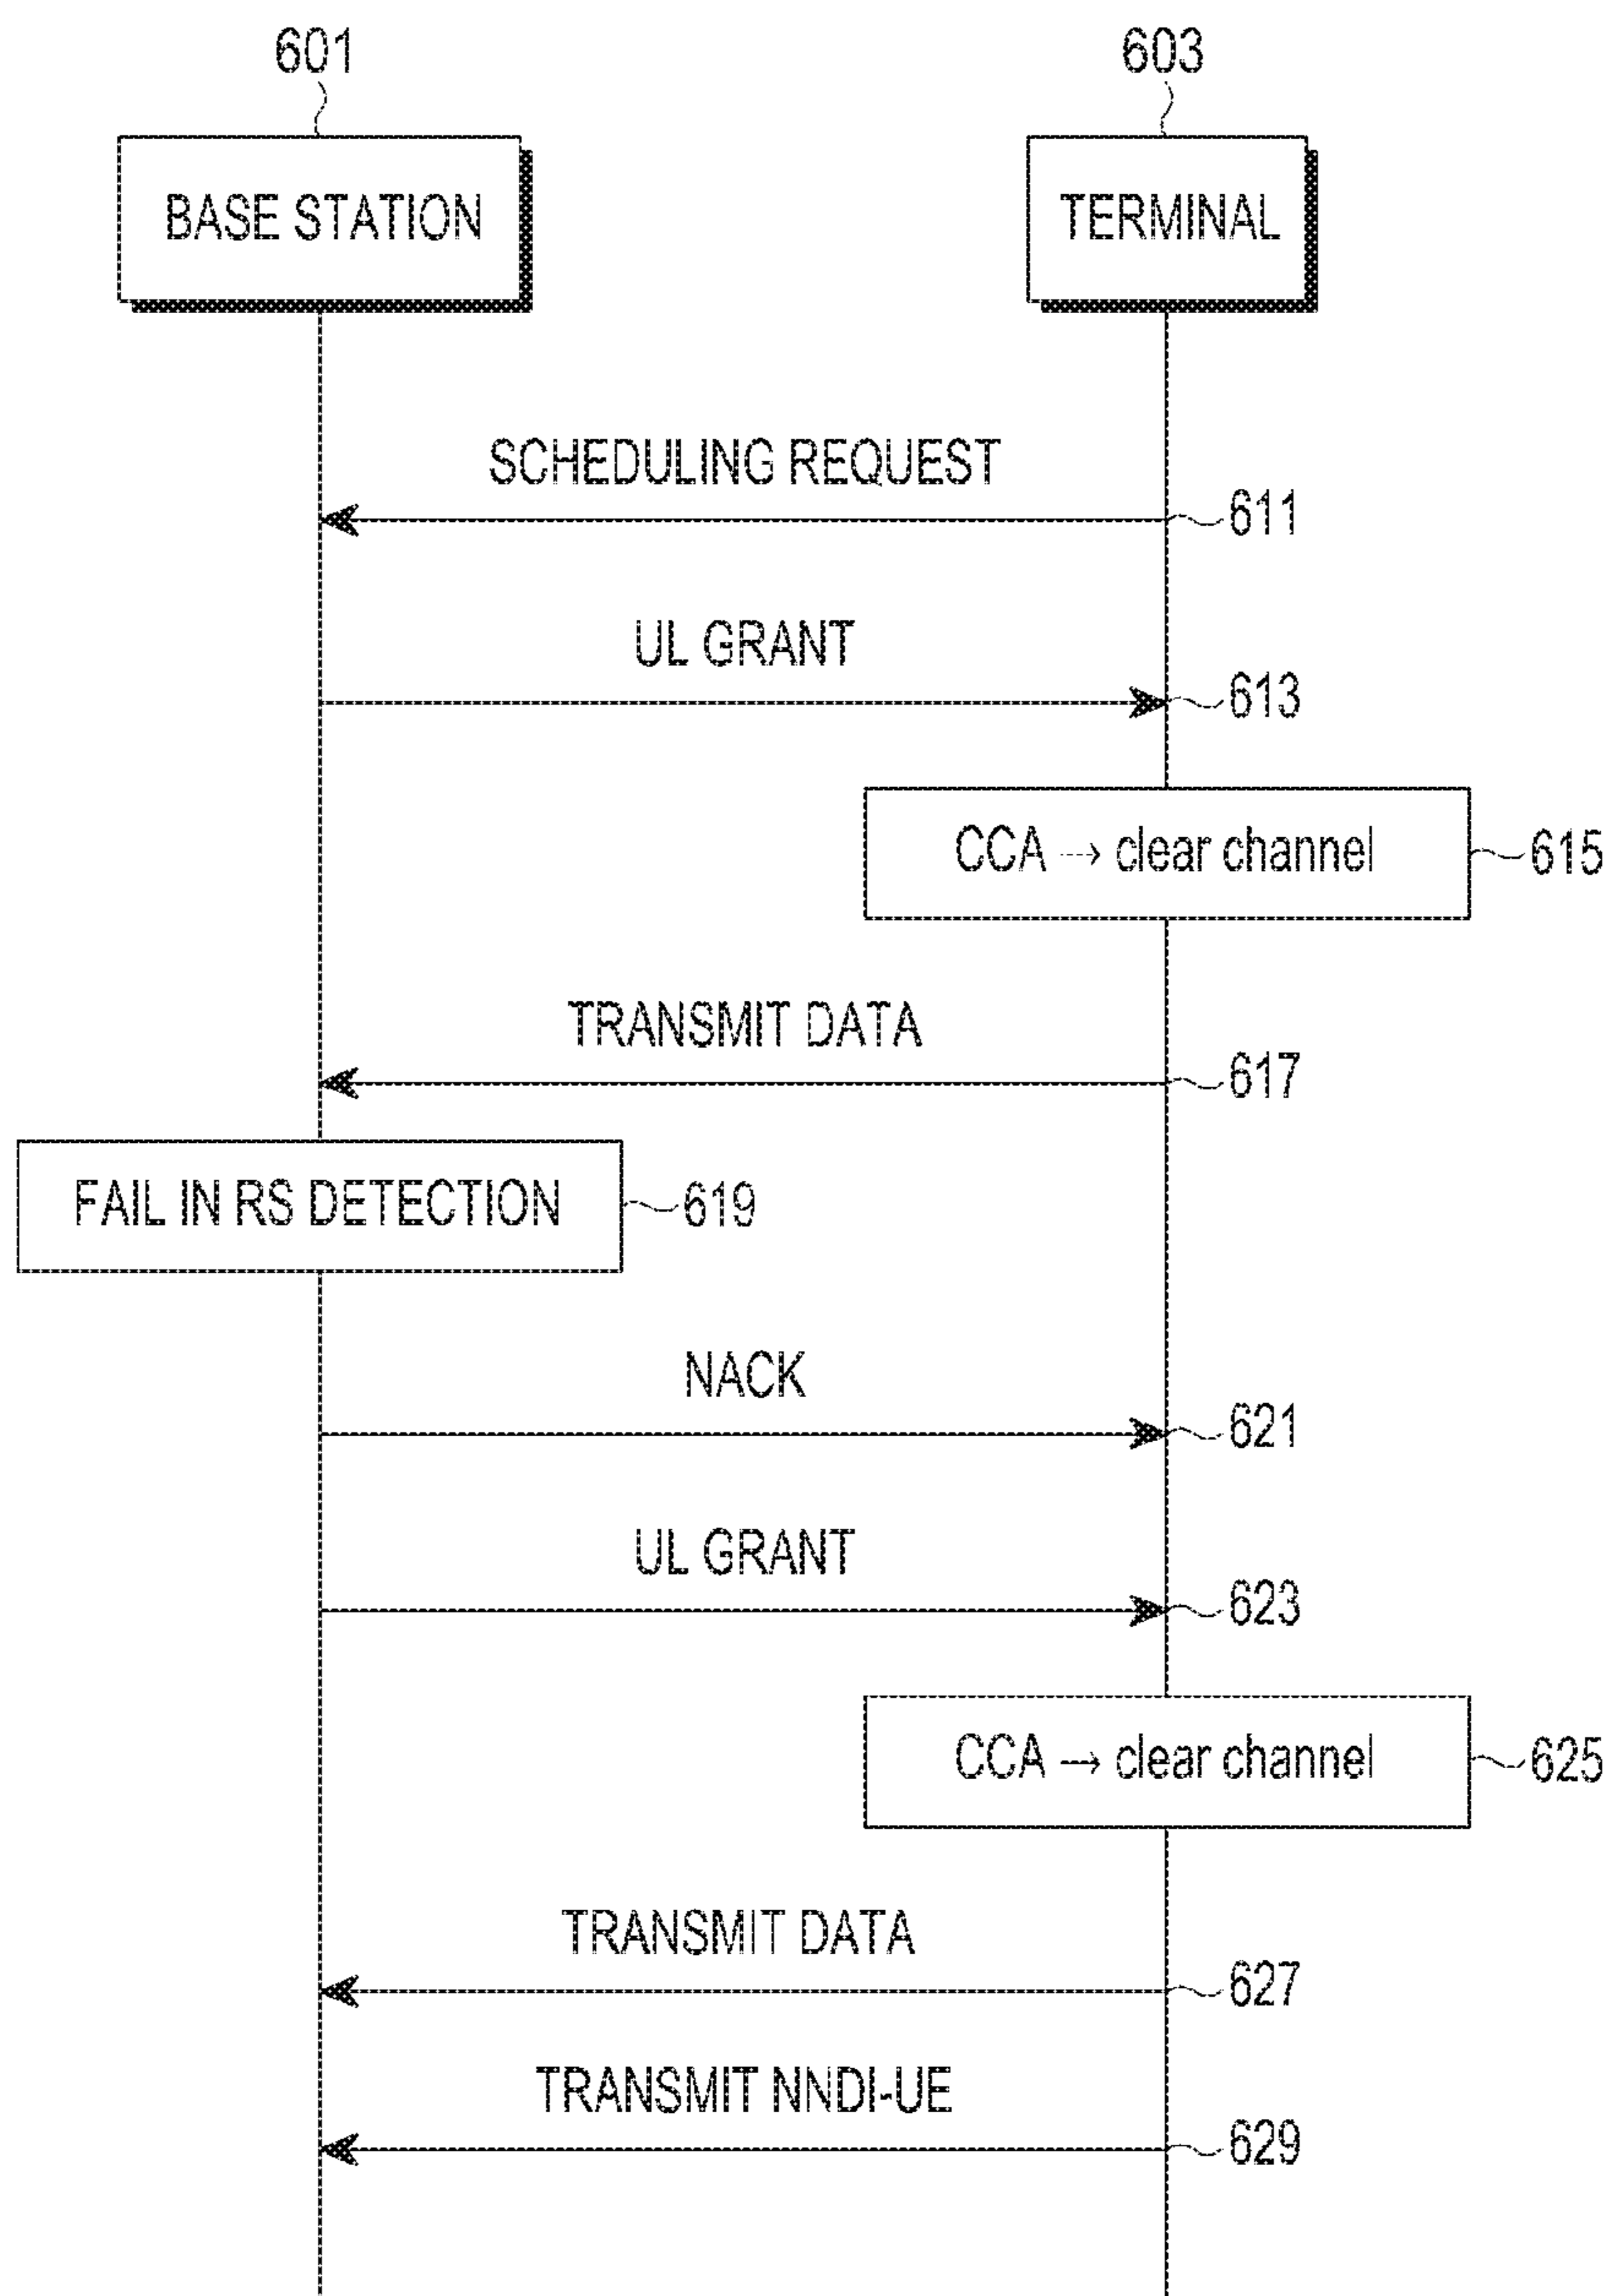 601
603
BASE STATION
TERMINAL
SCHEDULING REQUEST
611
UL GRANT
613
CCA → clear channel
615
TRANSMIT DATA
617
FAIL IN RS DETECTION
619
NACK
621
UL GRANT
623
CCA → clear channel
625
TRANSMIT DATA
627
TRANSMIT NNDI-UE
629